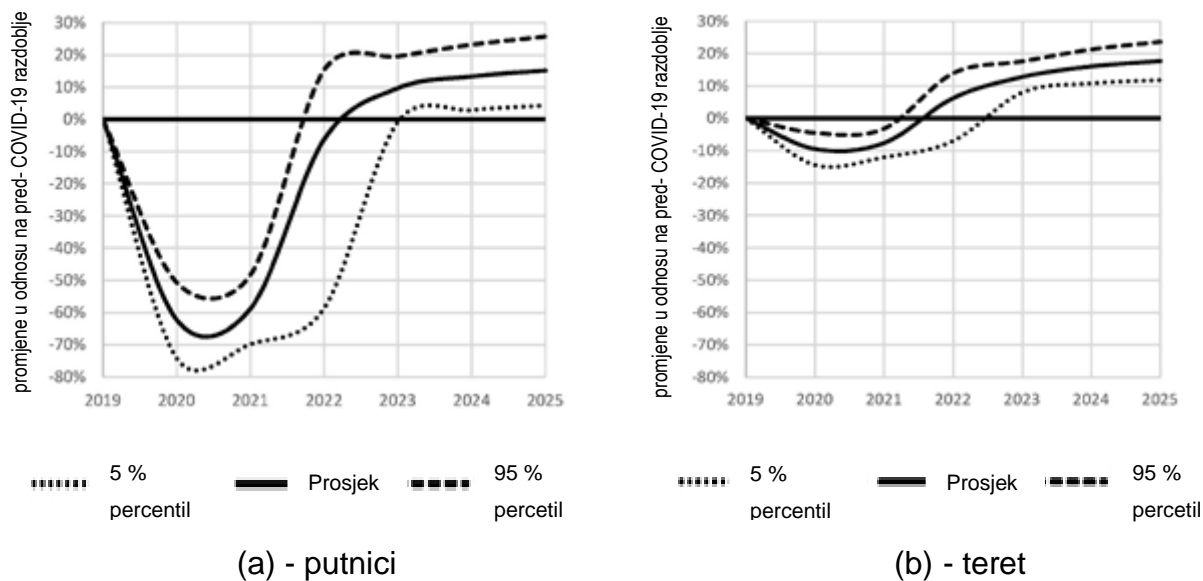 promjene u odnosu na pred- COVID-19 razdoblje
30%
20%
10%
0%
-10%
-20%
-30%
-40%
-50%
-60%
-70%
-80%
2019 2020 2021 2022 2023 2024 2025
5 %
percentil
Prosjek
95 %
percetil
(a) - putnici
promjene u odnosu na pred- COVID-19 razdoblje
30%
20%
10%
0%
-10%
-20%
-30%
-40%
-50%
-60%
-70%
-80%
2019 2020 2021 2022 2023 2024 2025
5 %
percentil
Prosjek
95 %
percetil
(b) - teret